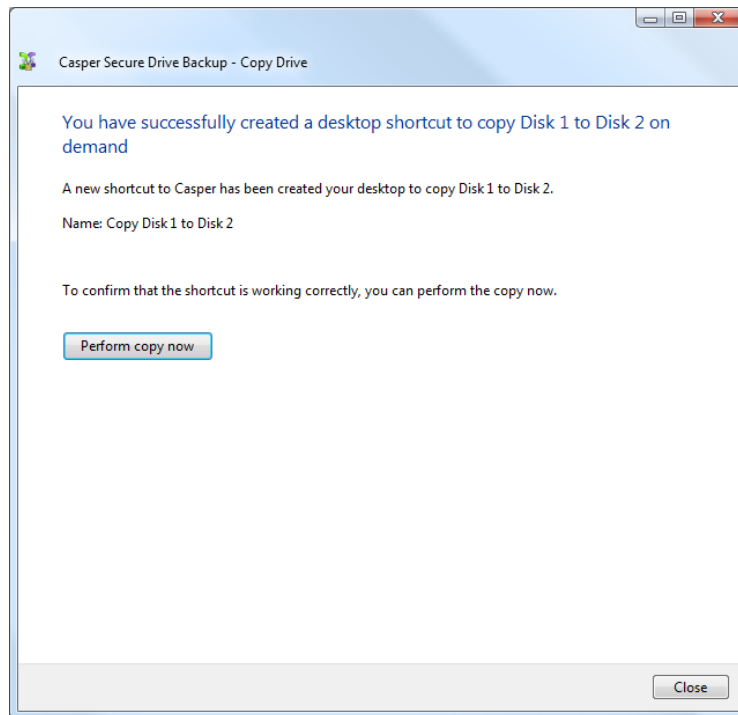 Casper Secure Drive Backup - Copy Drive
You have successfully created a desktop shortcut to copy Disk 1 to Disk 2 on
demand
A new shortcut to Casper has been created your desktop to copy Disk 1 to Disk 2.
Name: Copy Disk 1 to Disk 2
To confirm that the shortcut is working correctly, you can perform the copy now.
Perform copy now
Close